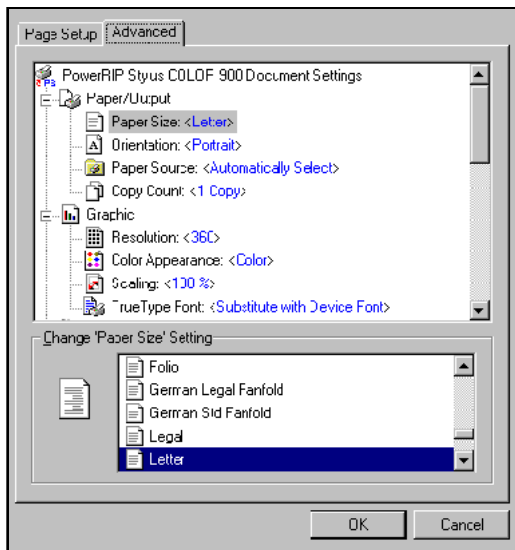 Page Setup Advanced
PowerRIP Stylus COLOR 900 Document Settings
Paper/Output
Paper Size: <Letter>
Orientation: <Portrait>
Paper Source: <Automatically Select>
Copy Count: <1 Copy>
Graphic
Resolution: <360>
Color Appearance: <Color>
Scaling: <100 %>
TrueType Font: <Substitute with Device Font>
Change 'Paper Size' Setting
Folio
German Legal Fanfold
German Std Fanfold
Legal
Letter
OK Cancel